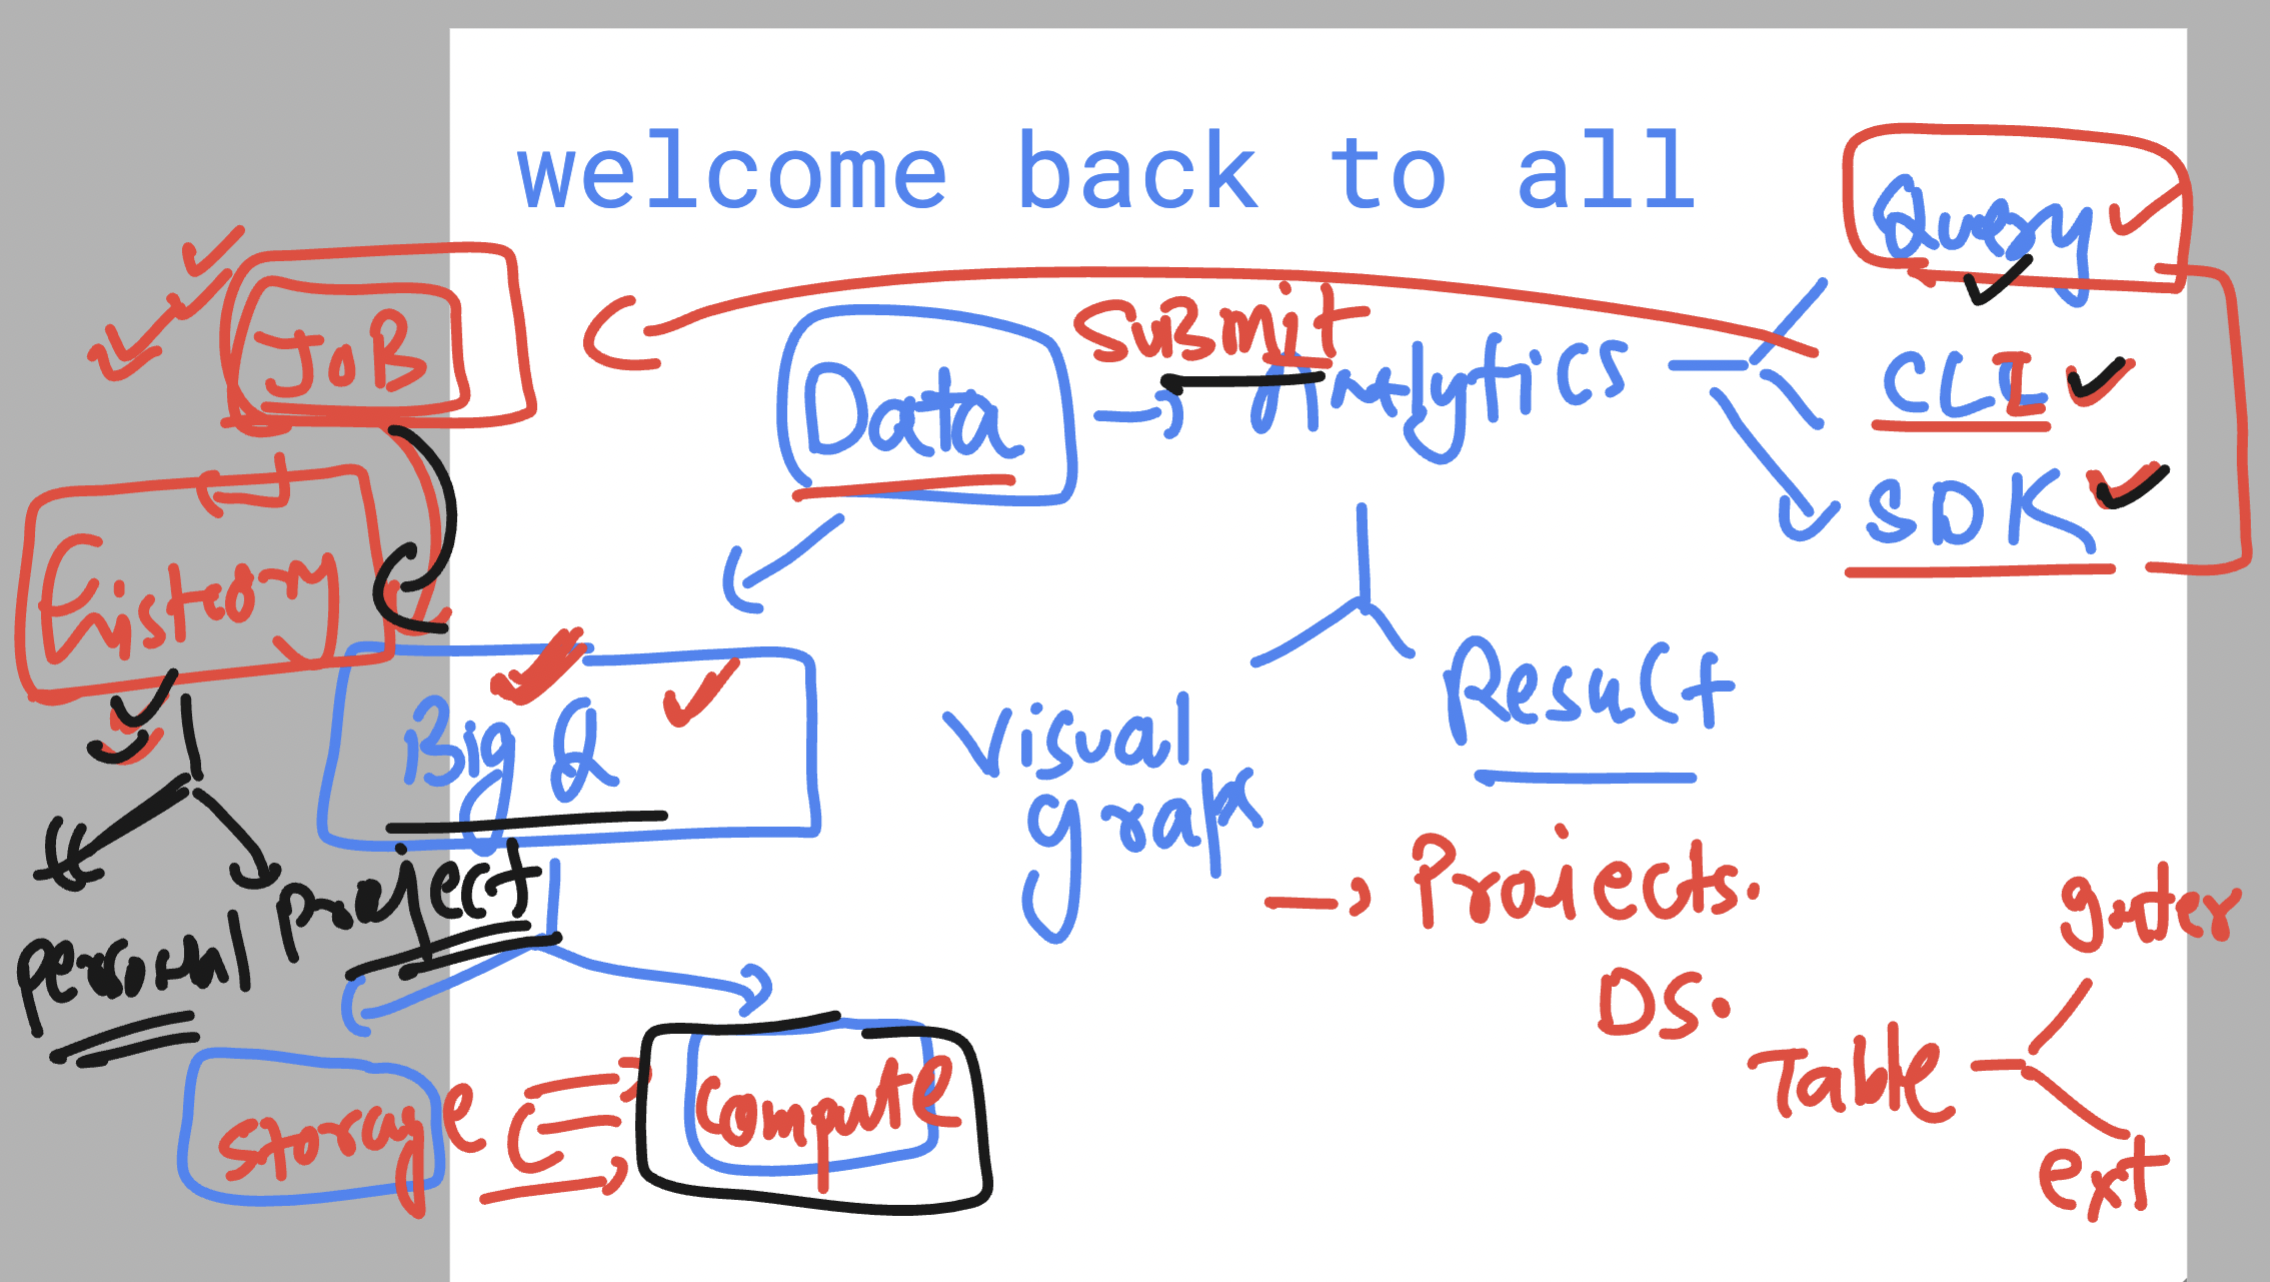 welcome back to all
Query
JOB
Submit
Data
Analytics
CLI
SDK
History
Big Q
Result
Visual
graph
project
Projects.
personal
DS.
Table
ext
Storage
Compute